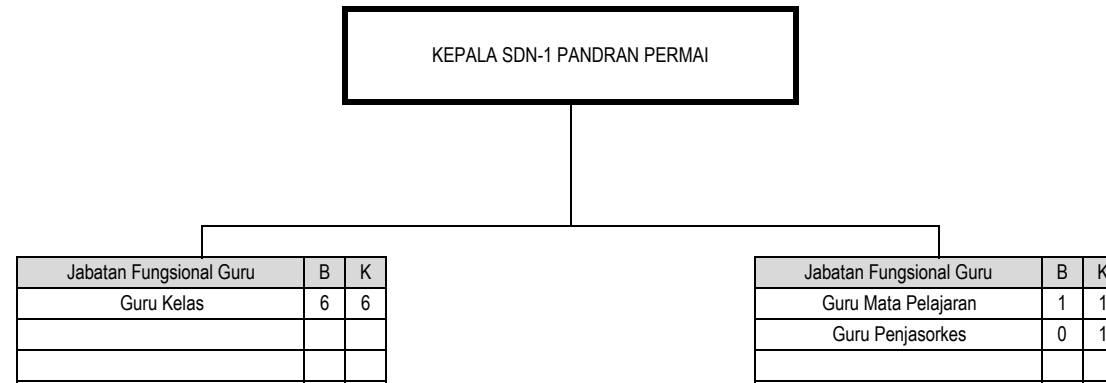 KEPALA SDN-1 PANDRAN PERMAI
Jabatan Fungsional Guru B K
Guru Kelas 6 6
Jabatan Fungsional Guru B K
Guru Mata Pelajaran 1 1
Guru Penjasorkes 0 1